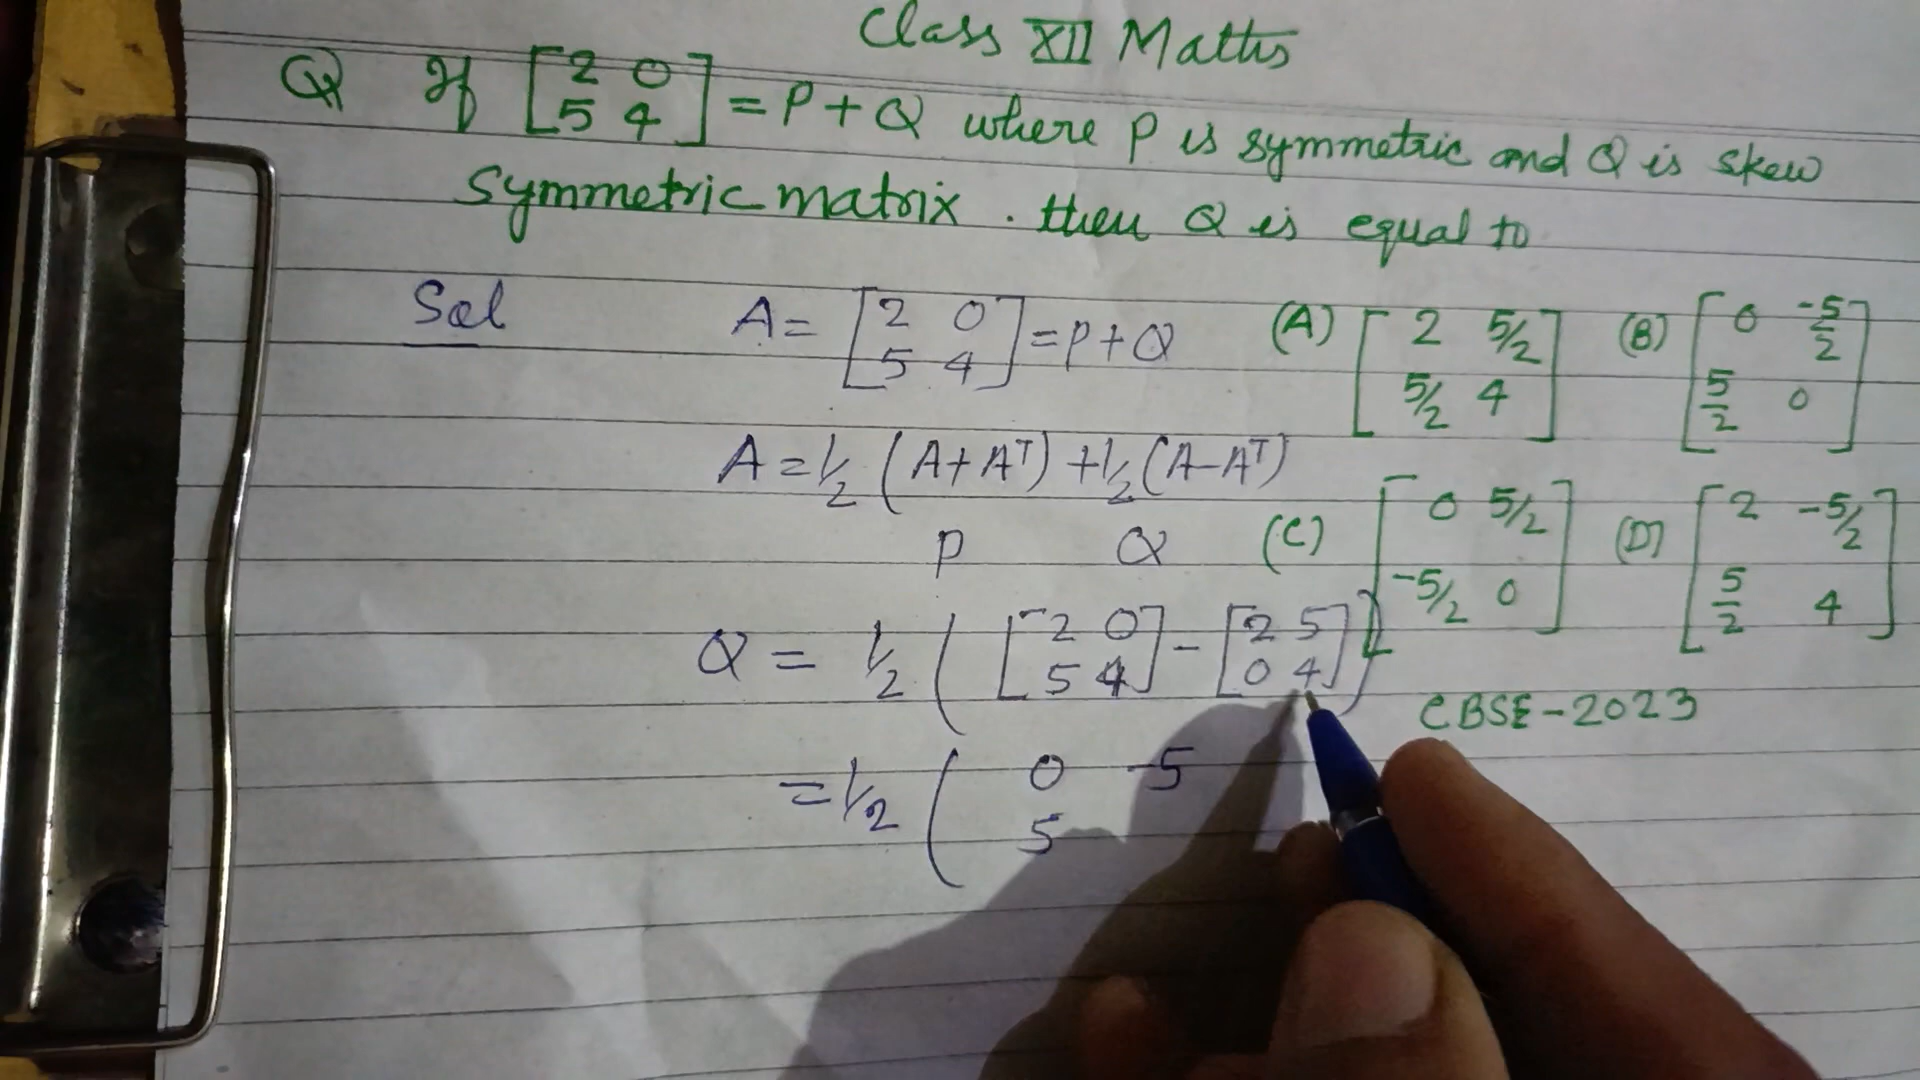 Class XII Maths
Q If [2 0
5 4] = P + Q where P is symmetric and Q is skew
symmetric matrix . then Q is equal to
Sol A = [2 0
5 4] = P + Q
(A) [2 5/2
5/2 4]
(B) [0 -5/2
5/2 0]
A = 1/2 (A + Aᵀ) + 1/2 (A - Aᵀ)
P Q
(C) [0 5/2
-5/2 0]
(D) [2 -5/2
5/2 4]
Q = 1/2 ( [2 0
5 4] - [2 5
0 4] )
CBSE - 2023
= 1/2 ( 0 -5
5